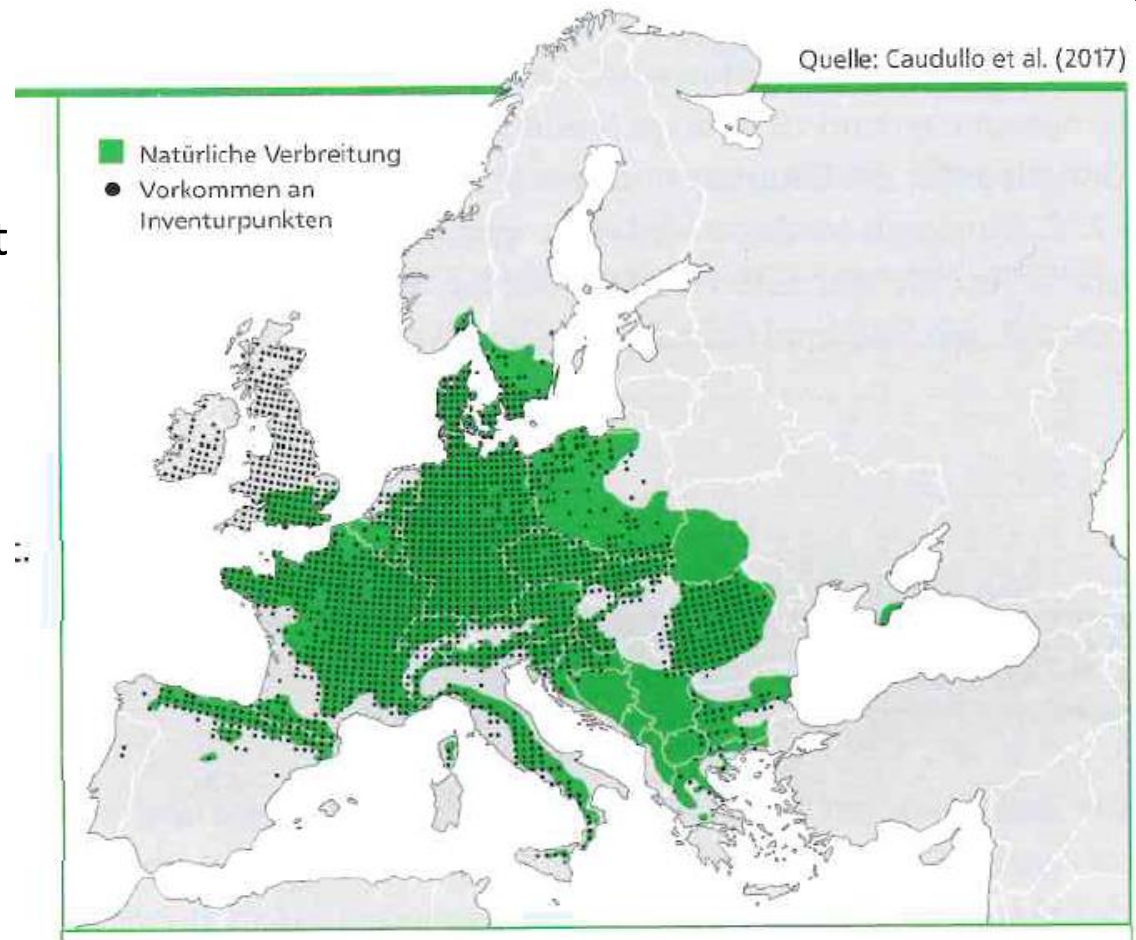 Quelle: Caudullo et al. (2017)
Natürliche Verbreitung
Vorkommen an
Inventurpunkten
t
: